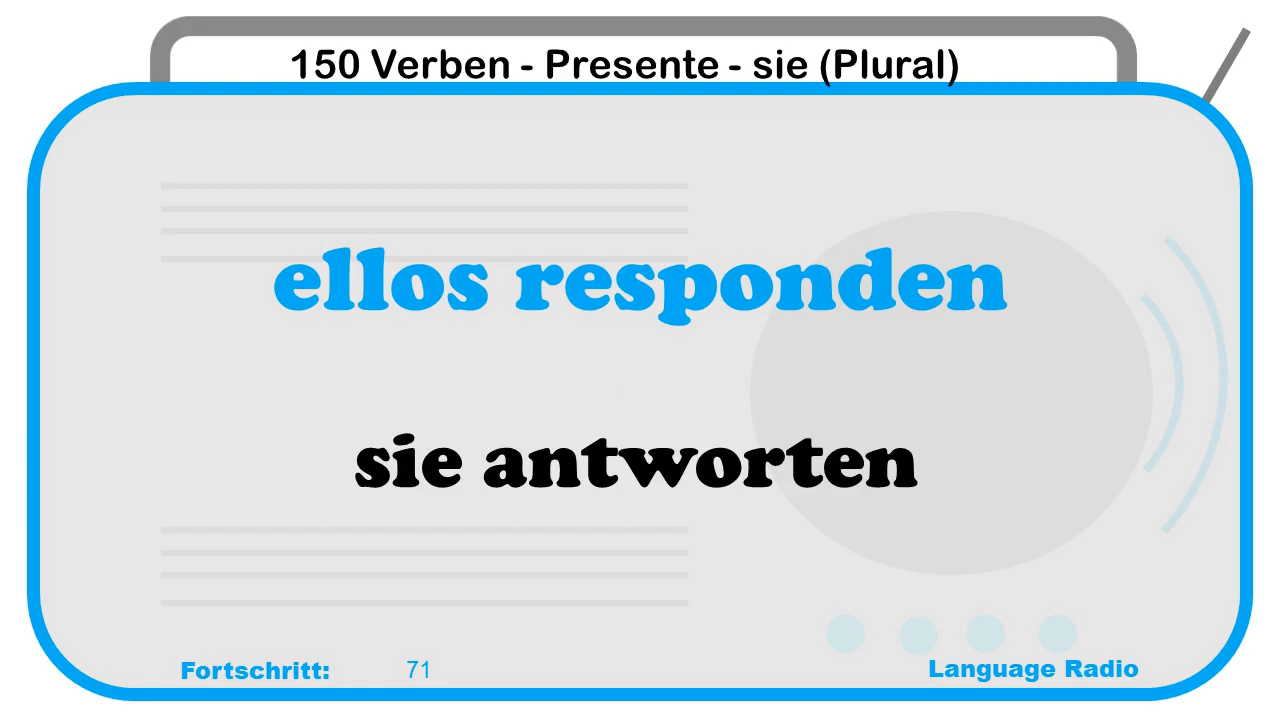 150 Verben - Presente - sie (Plural)
ellos responden
sie antworten
Fortschritt: 71
Language Radio